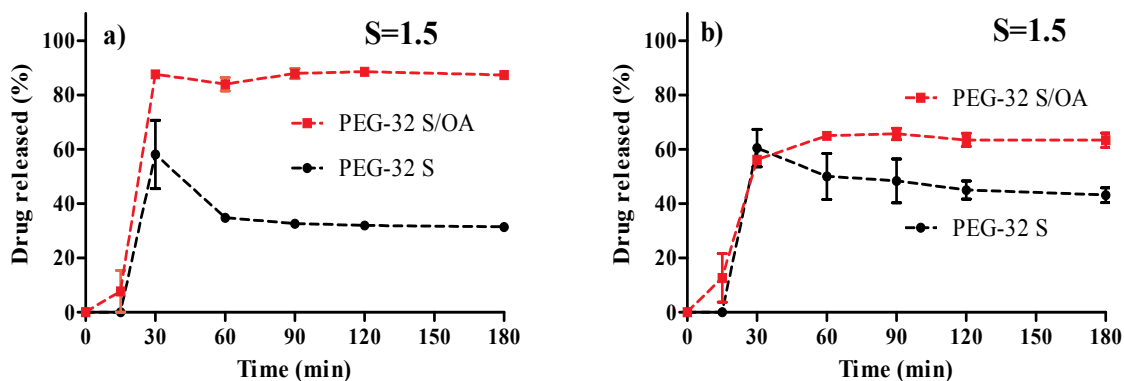 a)
S=1.5
Drug released (%)
100
80
60
40
20
0
PEG-32 S/OA
PEG-32 S
0 30 60 90 120 150 180
Time (min)
b)
S=1.5
Drug released (%)
100
80
60
40
20
0
PEG-32 S/OA
PEG-32 S
0 30 60 90 120 150 180
Time (min)